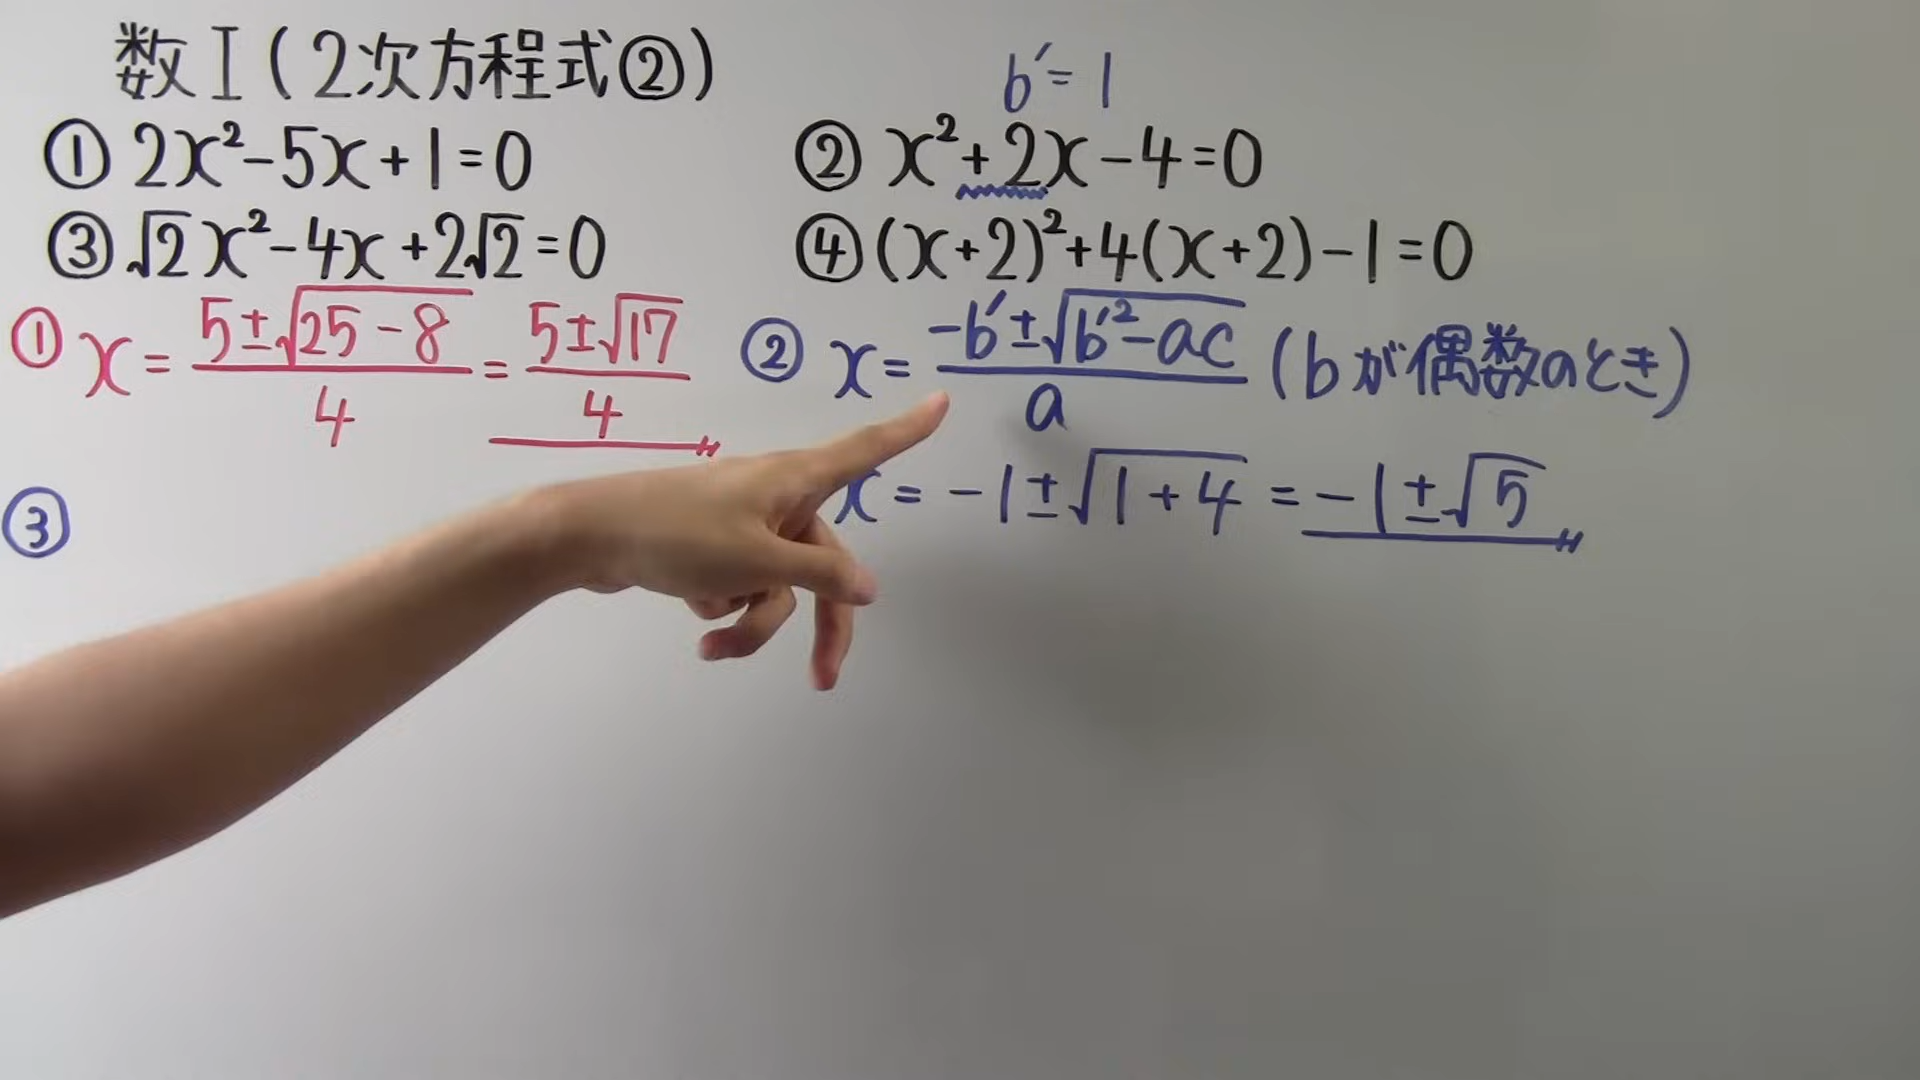 数I(2次方程式②)
b'=1
① 2x²-5x+1=0
② x²+2x-4=0
③ √2x²-4x+2√2=0
④ (x+2)²+4(x+2)-1=0
① x=(5±√(25-8))/4=(5±√17)/4
② x=(-b'±√(b'²-ac))/a (bが偶数のとき)
x=-1±√(1+4)=-1±√5
③